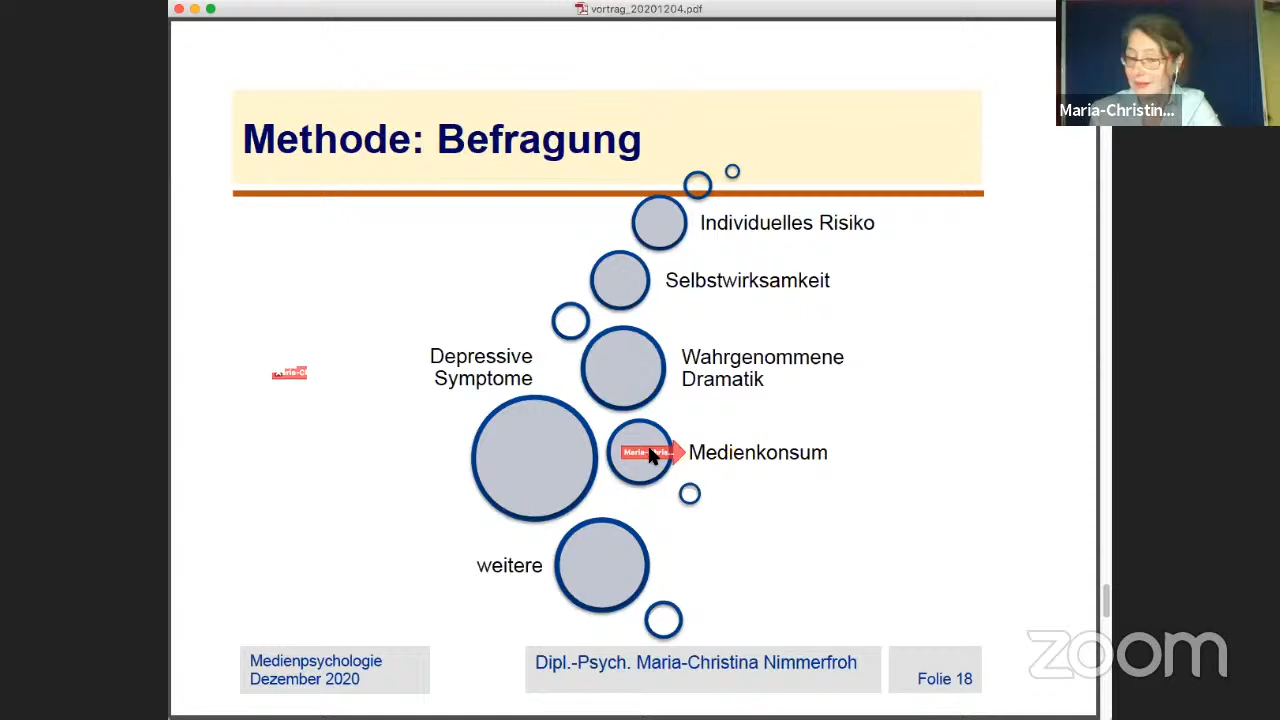 vortrag_20201204.pdf
Maria-Christin...
Methode: Befragung
Individuelles Risiko
Selbstwirksamkeit
Depressive
Symptome
Wahrgenommene
Dramatik
Medienkonsum
weitere
Medienpsychologie
Dezember 2020
Dipl.-Psych. Maria-Christina Nimmerfroh
Folie 18
zoom